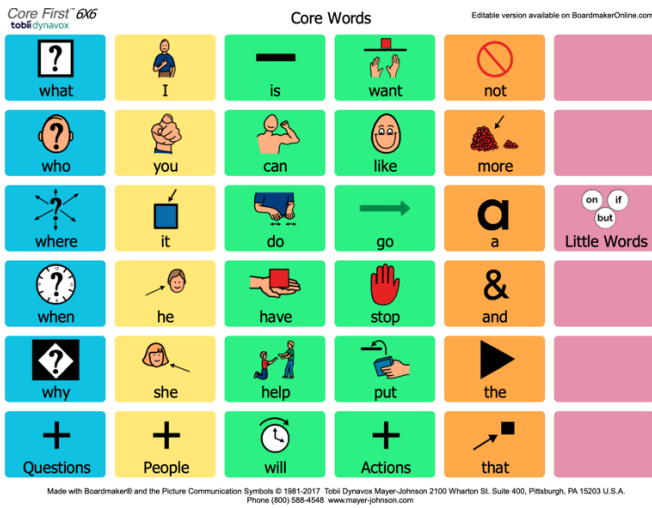 Core First™ 6X6
tobii dynavox
Core Words
Editable version available on BoardmakerOnline.com
? ?
what I is want not
?
who you can like more
? a on if
but
where it do go a Little Words
? &
when he have stop and
?
why she help put the
+ + +
Questions People will Actions that
Made with Boardmaker® and the Picture Communication Symbols © 1981-2017 Tobii Dynavox Mayer-Johnson 2100 Wharton St. Suite 400, Pittsburgh, PA 15203 U.S.A.
Phone (800) 588-4548 www.mayer-johnson.com